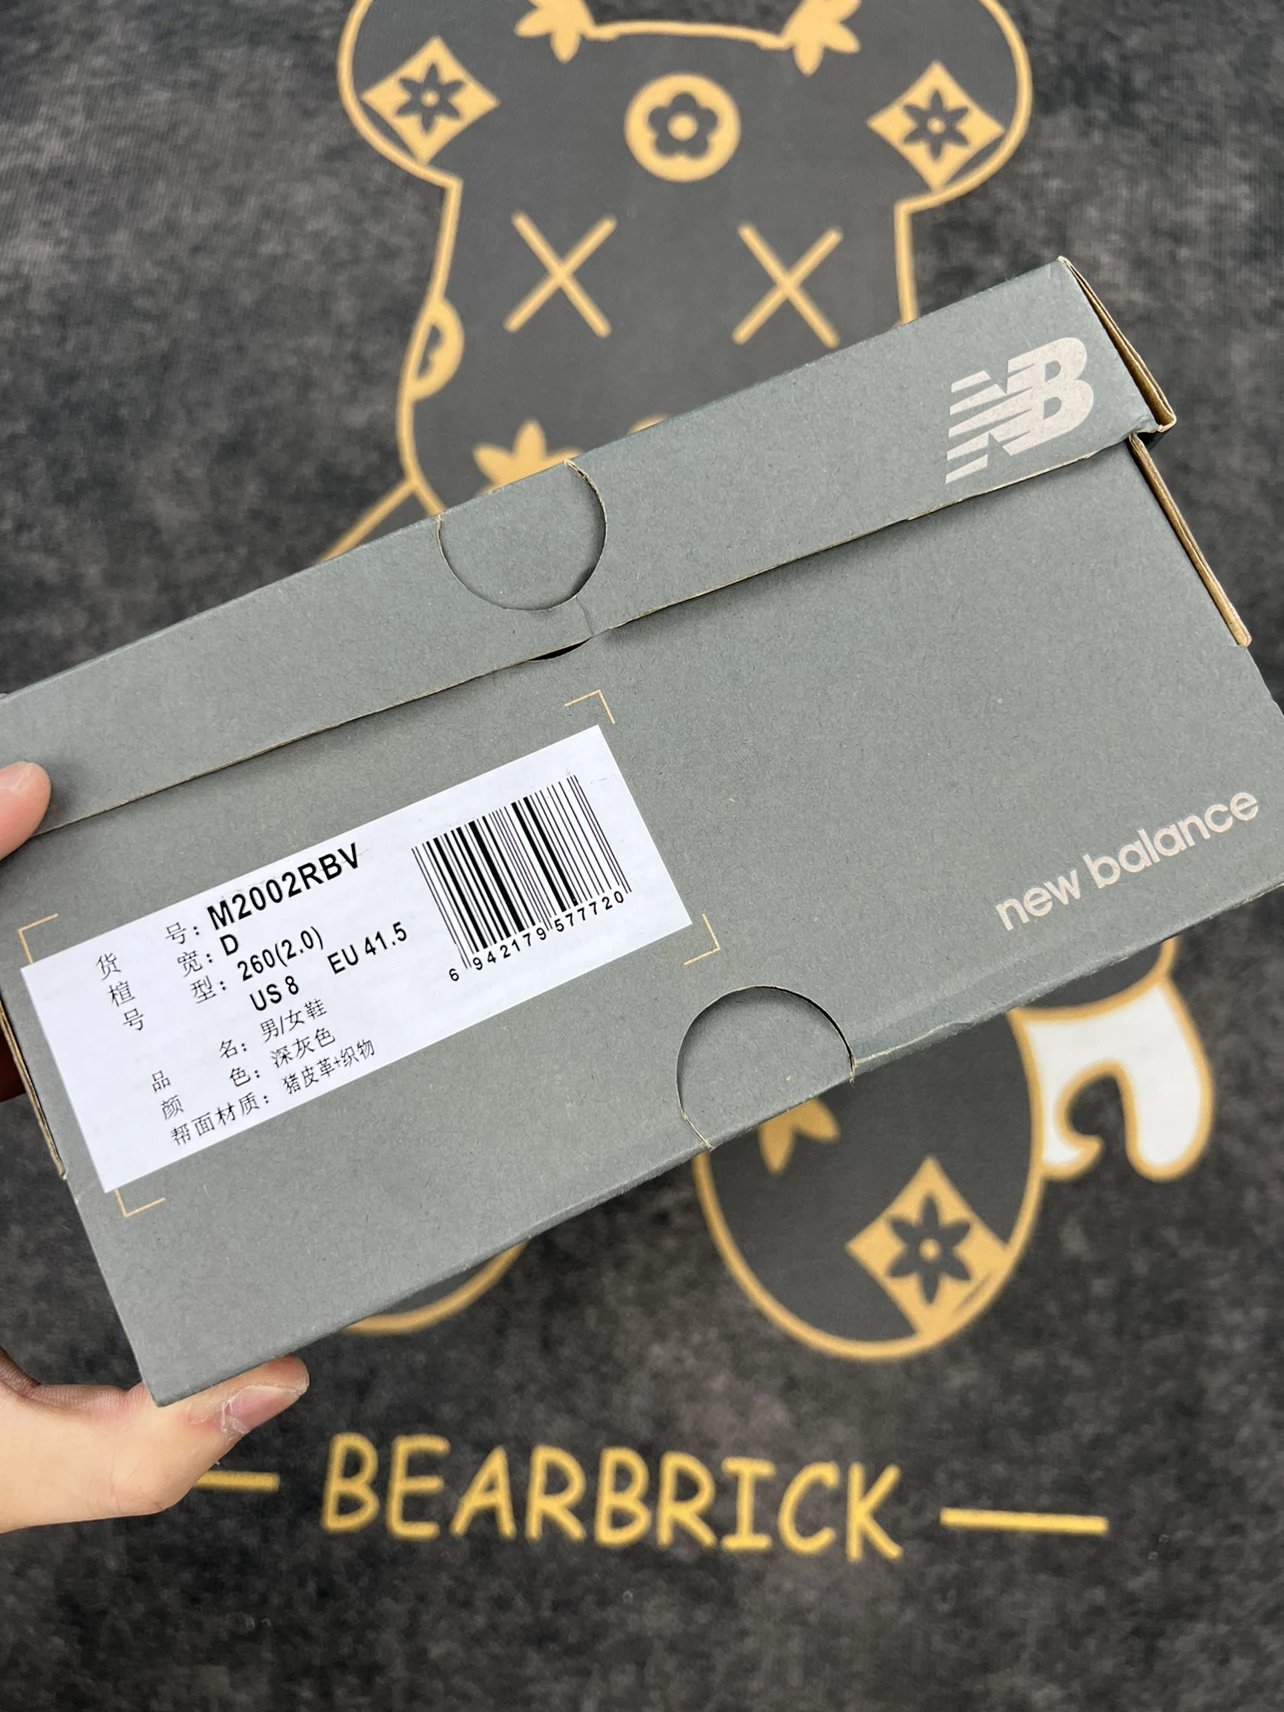 NB
货号：M2002RBV
楦宽：D
号型：260(2.0)
US 8 EU 41.5
品名：男/女鞋
颜色：深灰色
帮面材质：猪皮革+织物
6 942179 577720
new balance
BEARBRICK